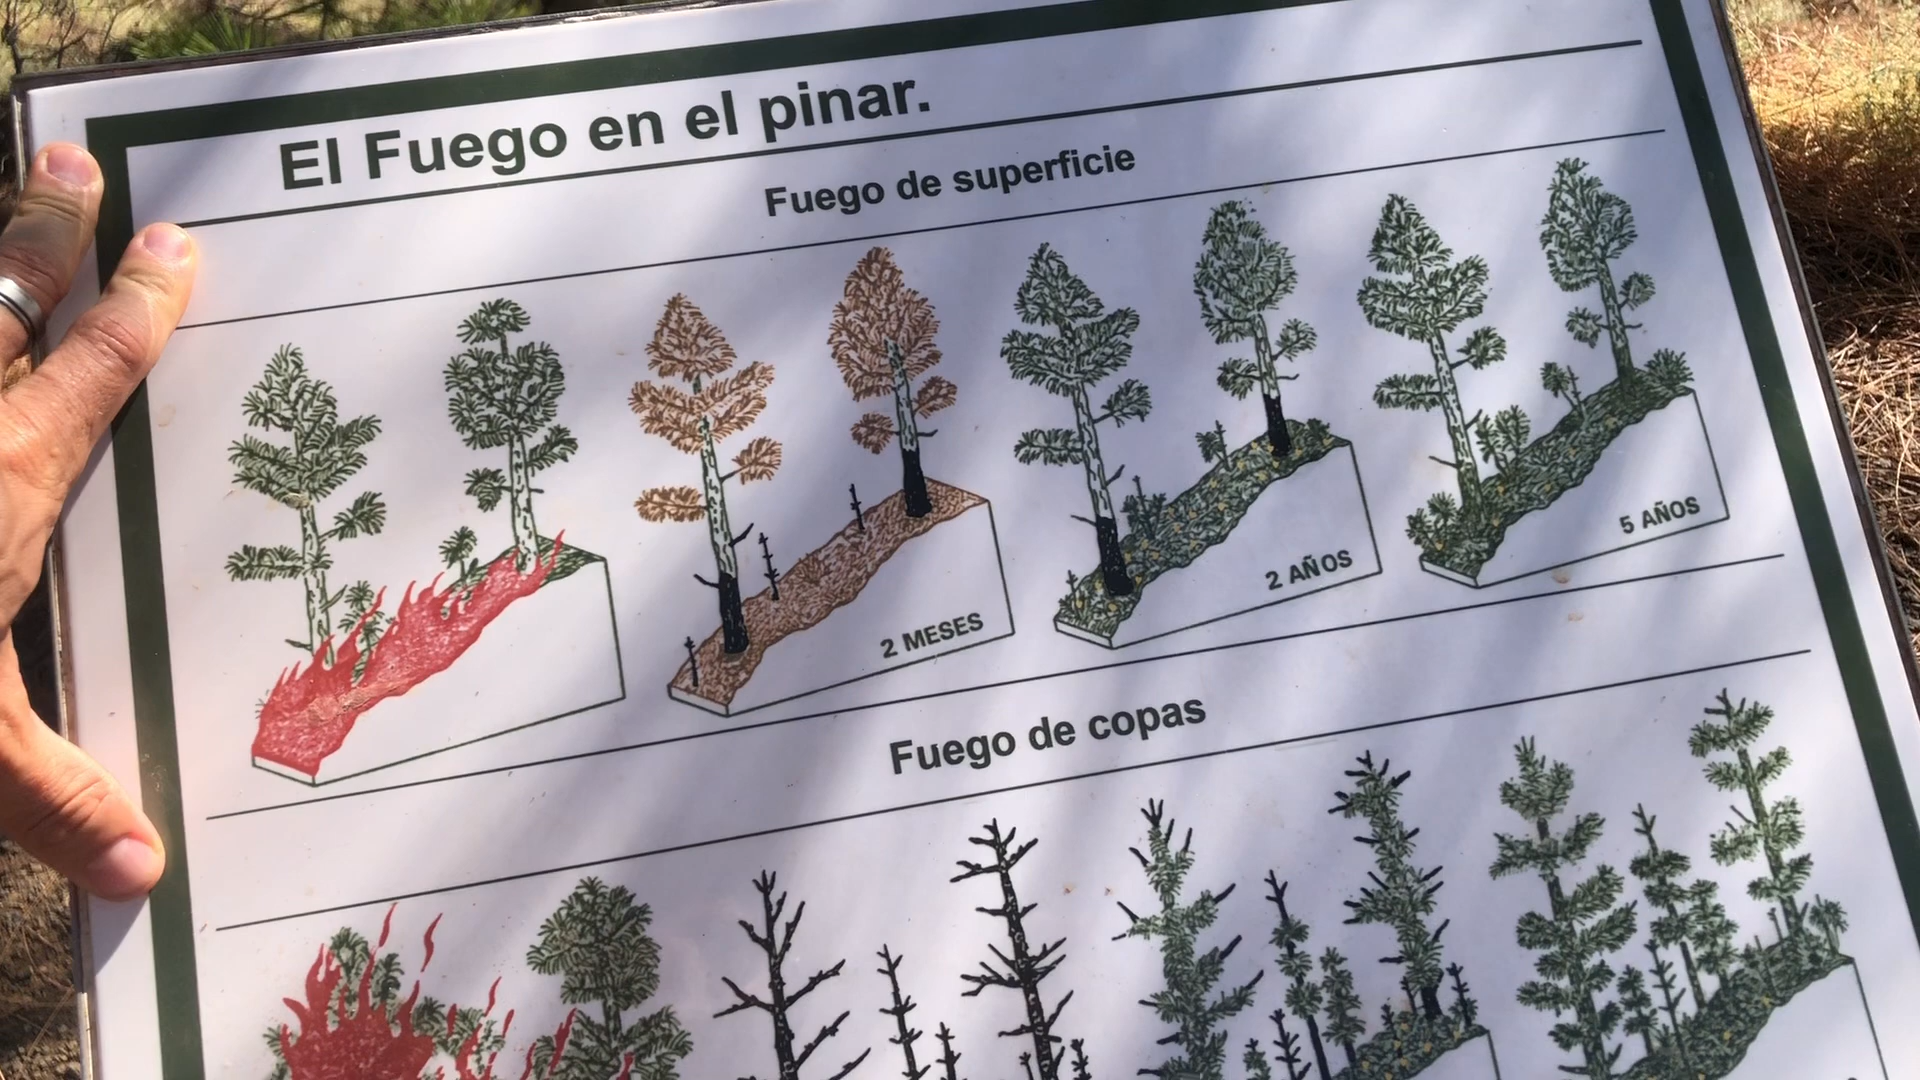 El Fuego en el pinar.
Fuego de superficie
2 MESES
2 AÑOS
5 AÑOS
Fuego de copas